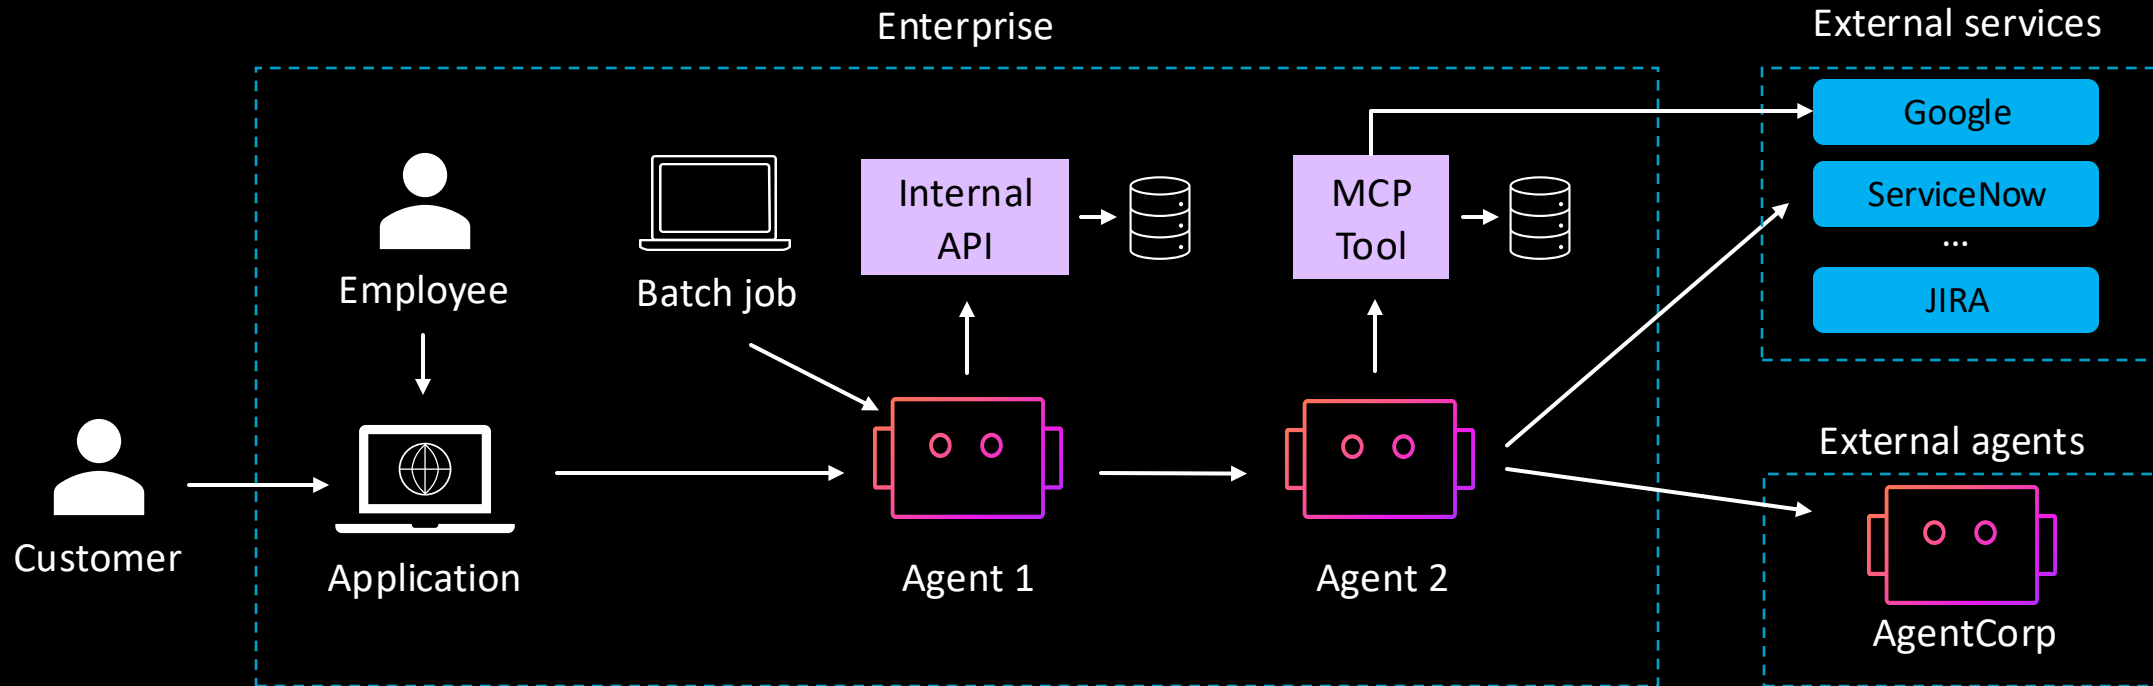 Enterprise
External services
Google
ServiceNow
...
JIRA
Internal
API
MCP
Tool
Employee
Batch job
Customer
Application
Agent 1
Agent 2
External agents
AgentCorp